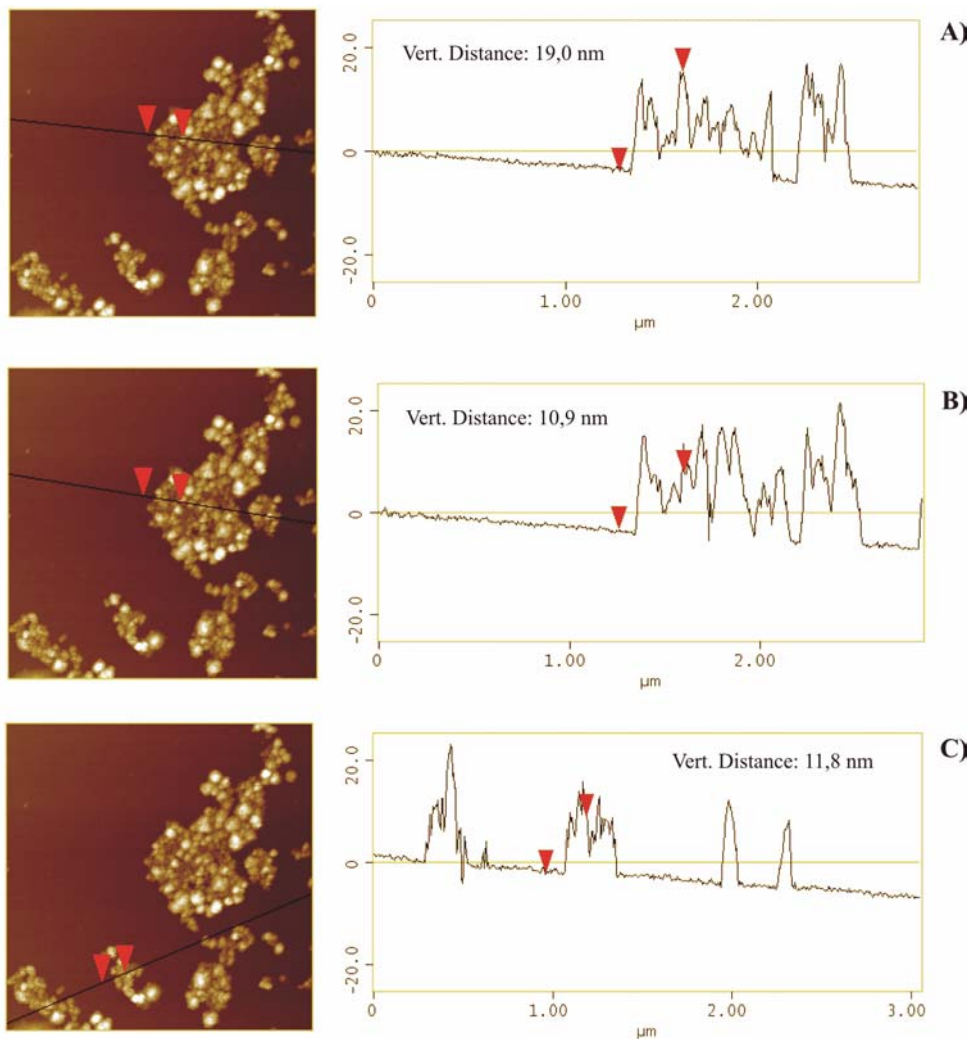 A)
Vert. Distance: 19,0 nm
20.0
0
-20.0
0 1.00 2.00
µm
B)
Vert. Distance: 10,9 nm
20.0
0
-20.0
0 1.00 2.00
µm
C)
Vert. Distance: 11,8 nm
20.0
0
-20.0
0 1.00 2.00 3.00
µm